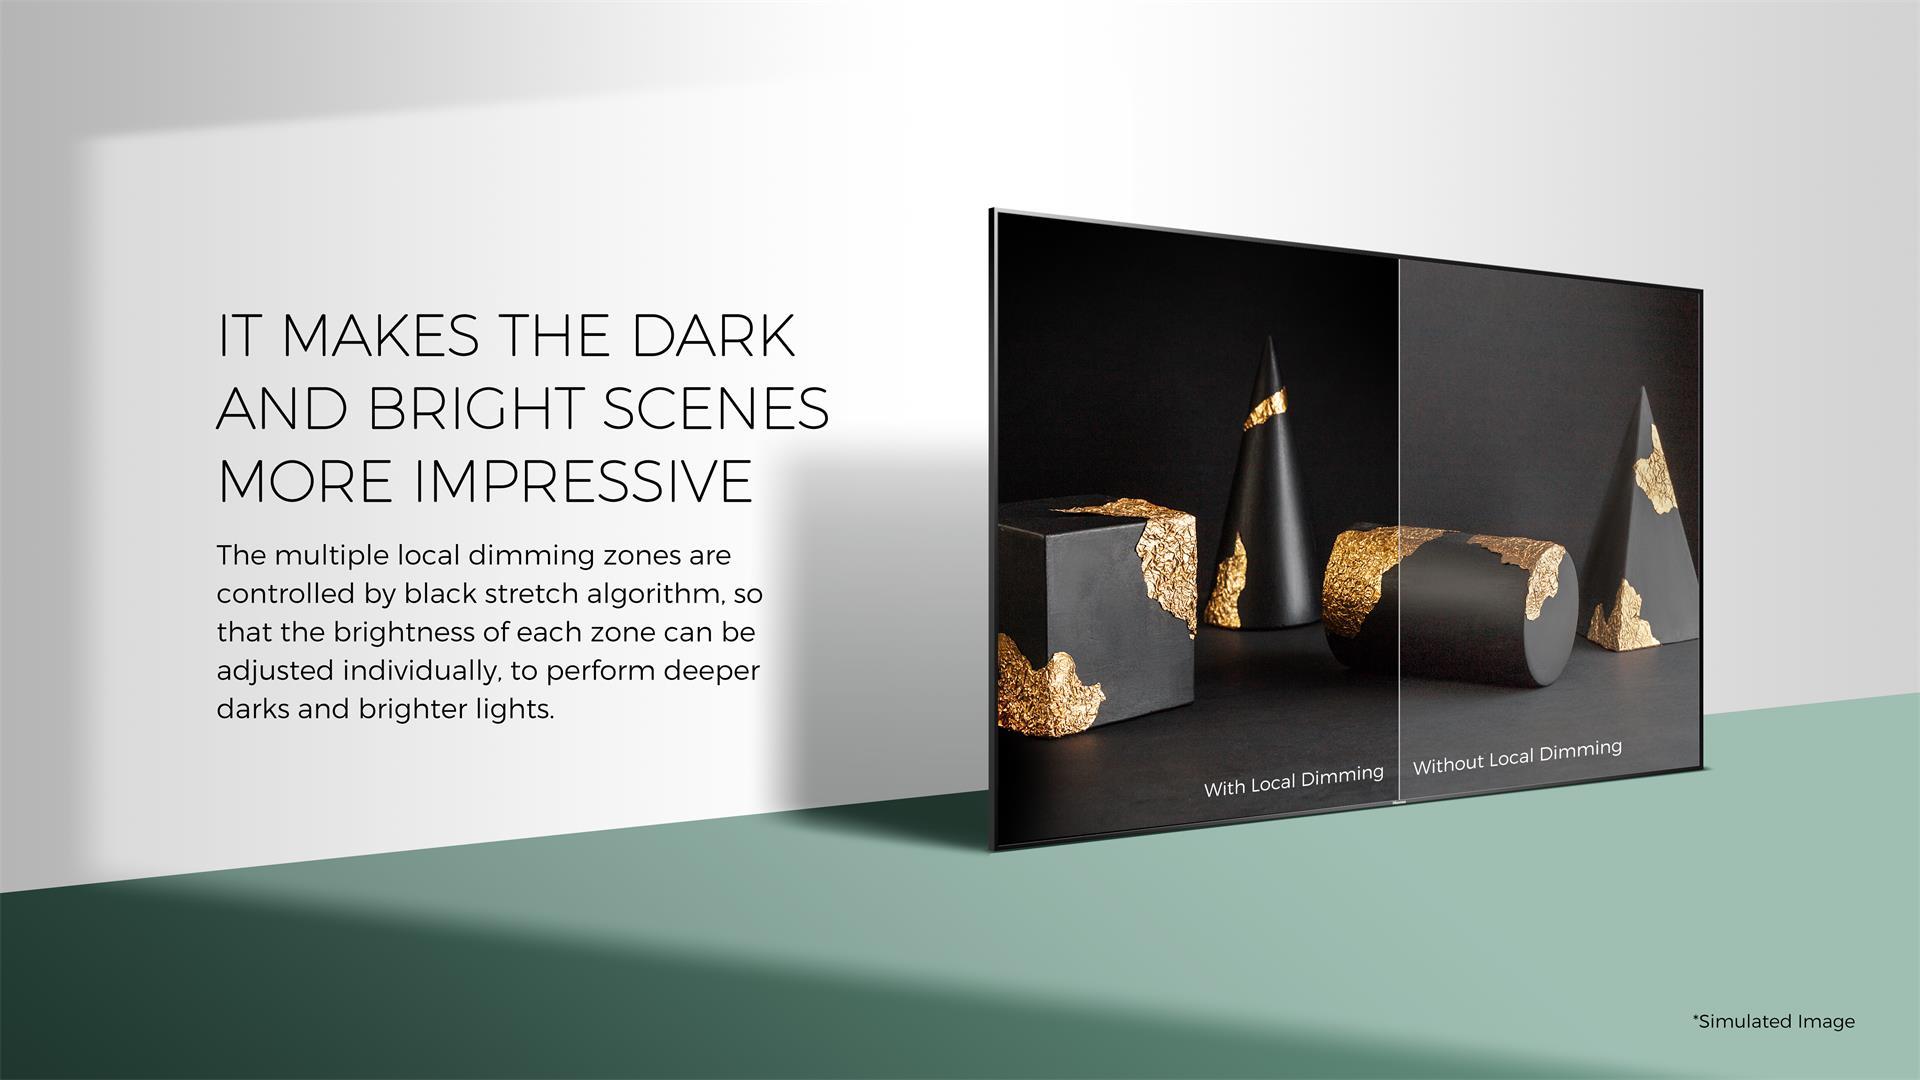 IT MAKES THE DARK
AND BRIGHT SCENES
MORE IMPRESSIVE
The multiple local dimming zones are
controlled by black stretch algorithm, so
that the brightness of each zone can be
adjusted individually, to perform deeper
darks and brighter lights.
With Local Dimming
Without Local Dimming
*Simulated Image